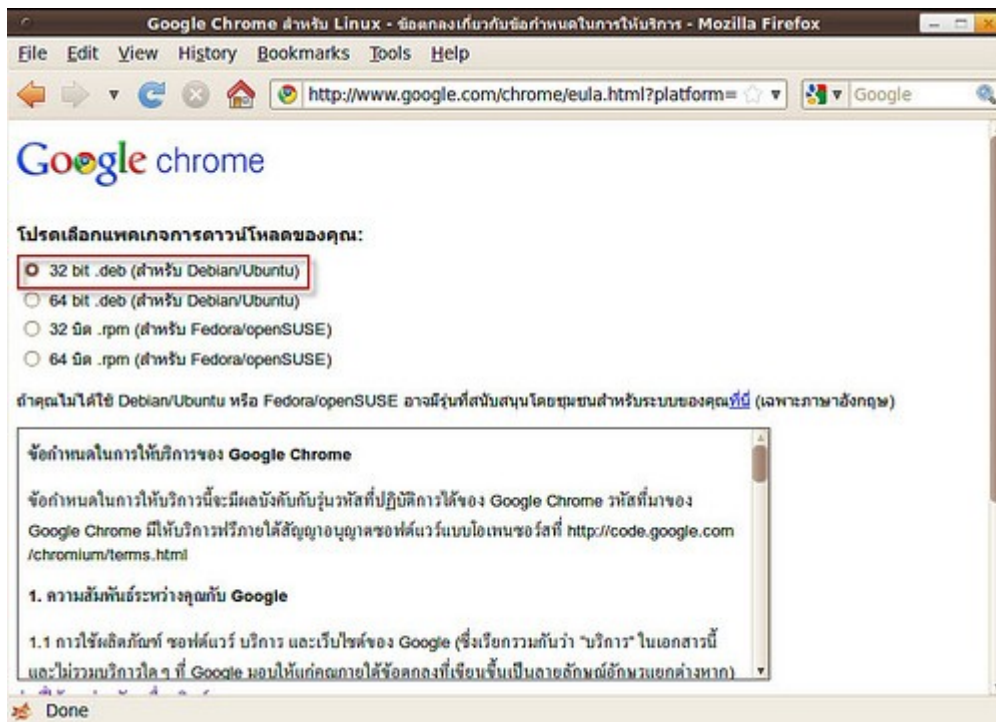 Google Chrome สำหรับ Linux - ข้อตกลงเกี่ยวกับข้อกำหนดในการให้บริการ - Mozilla Firefox
File Edit View History Bookmarks Tools Help
http://www.google.com/chrome/eula.html?platform= Google
Google chrome
โปรดเลือกแพคเกจการดาวน์โหลดของคุณ:
32 bit .deb (สำหรับ Debian/Ubuntu)
64 bit .deb (สำหรับ Debian/Ubuntu)
32 บิต .rpm (สำหรับ Fedora/openSUSE)
64 บิต .rpm (สำหรับ Fedora/openSUSE)
ถ้าคุณไม่ได้ใช้ Debian/Ubuntu หรือ Fedora/openSUSE อาจมีรุ่นที่สนับสนุนโดยชุมชนสำหรับระบบของคุณที่นี่ (เฉพาะภาษาอังกฤษ)
ข้อกำหนดในการให้บริการของ Google Chrome
ข้อกำหนดในการให้บริการนี้จะมีผลบังคับกับรุ่นรหัสที่ปฏิบัติการได้ของ Google Chrome รหัสที่มาของ
Google Chrome มีให้บริการฟรีภายใต้สัญญาอนุญาตซอฟต์แวร์แบบโอเพนซอร์สที่ http://code.google.com
/chromium/terms.html
1. ความสัมพันธ์ระหว่างคุณกับ Google
1.1 การใช้ผลิตภัณฑ์ ซอฟต์แวร์ บริการ และเว็บไซต์ของ Google (ซึ่งเรียกรวมกันว่า "บริการ" ในเอกสารนี้
และไม่รวมบริการใด ๆ ที่ Google มอบให้แก่คุณภายใต้ข้อตกลงที่เขียนขึ้นเป็นลายลักษณ์อักษรแยกต่างหาก)
Done